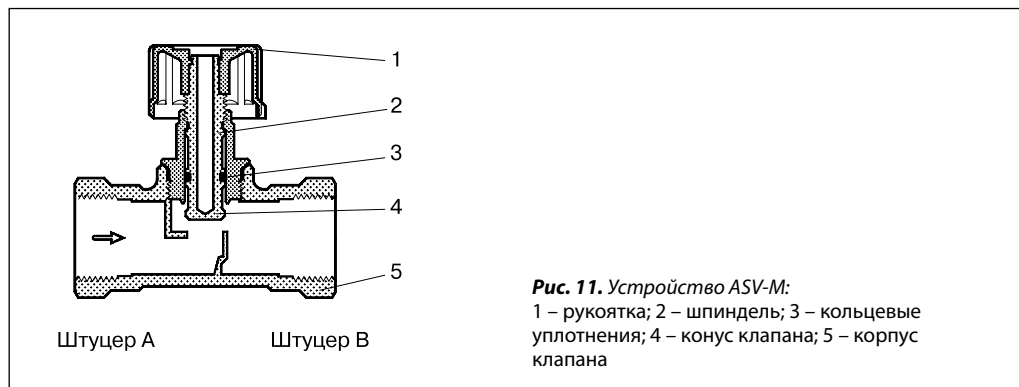 1
2
3
4
5
Штуцер А
Штуцер В
Рис. 11. Устройство ASV-M:
1 – рукоятка; 2 – шпиндель; 3 – кольцевые
уплотнения; 4 – конус клапана; 5 – корпус
клапана